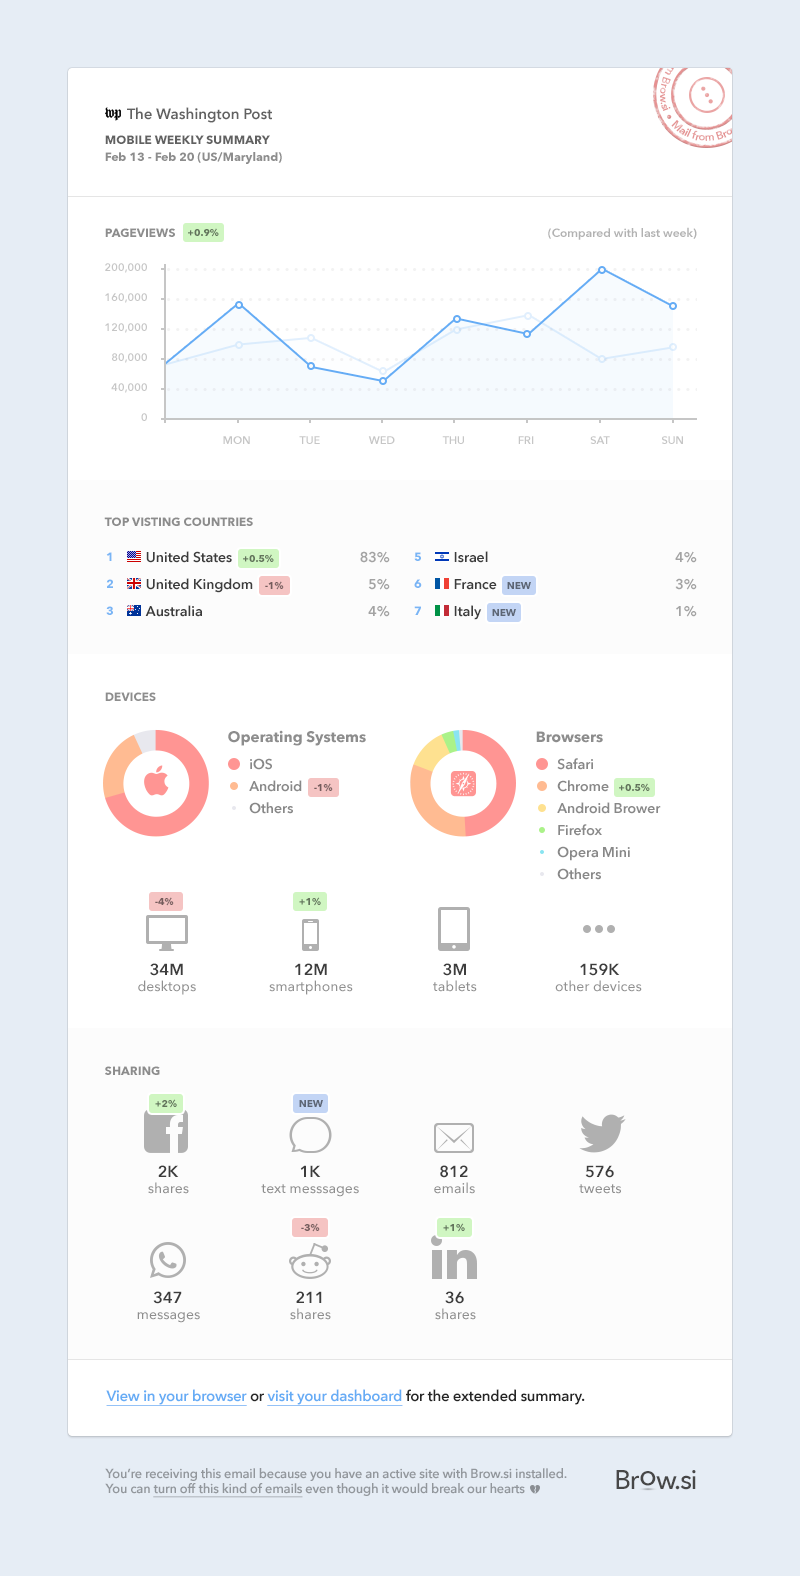 wp The Washington Post
MOBILE WEEKLY SUMMARY
Feb 13 - Feb 20 (US/Maryland)
m Brow.si • Mail from Bro
PAGEVIEWS +0.9% (Compared with last week)
200,000
160,000
120,000
80,000
40,000
0
MON TUE WED THU FRI SAT SUN
TOP VISTING COUNTRIES
1 United States +0.5% 83%
2 United Kingdom -1% 5%
3 Australia 4%
5 Israel 4%
6 France NEW 3%
7 Italy NEW 1%
DEVICES
Operating Systems
iOS
Android -1%
Others
Browsers
Safari
Chrome +0.5%
Android Brower
Firefox
Opera Mini
Others
-4% +1%
34M 12M 3M 159K
desktops smartphones tablets other devices
SHARING
+2% NEW
2K 1K 812 576
shares text messsages emails tweets
-3% +1%
in
347 211 36
messages shares shares
View in your browser or visit your dashboard for the extended summary.
You're receiving this email because you have an active site with Brow.si installed.
You can turn off this kind of emails even though it would break our hearts
BrOw.si